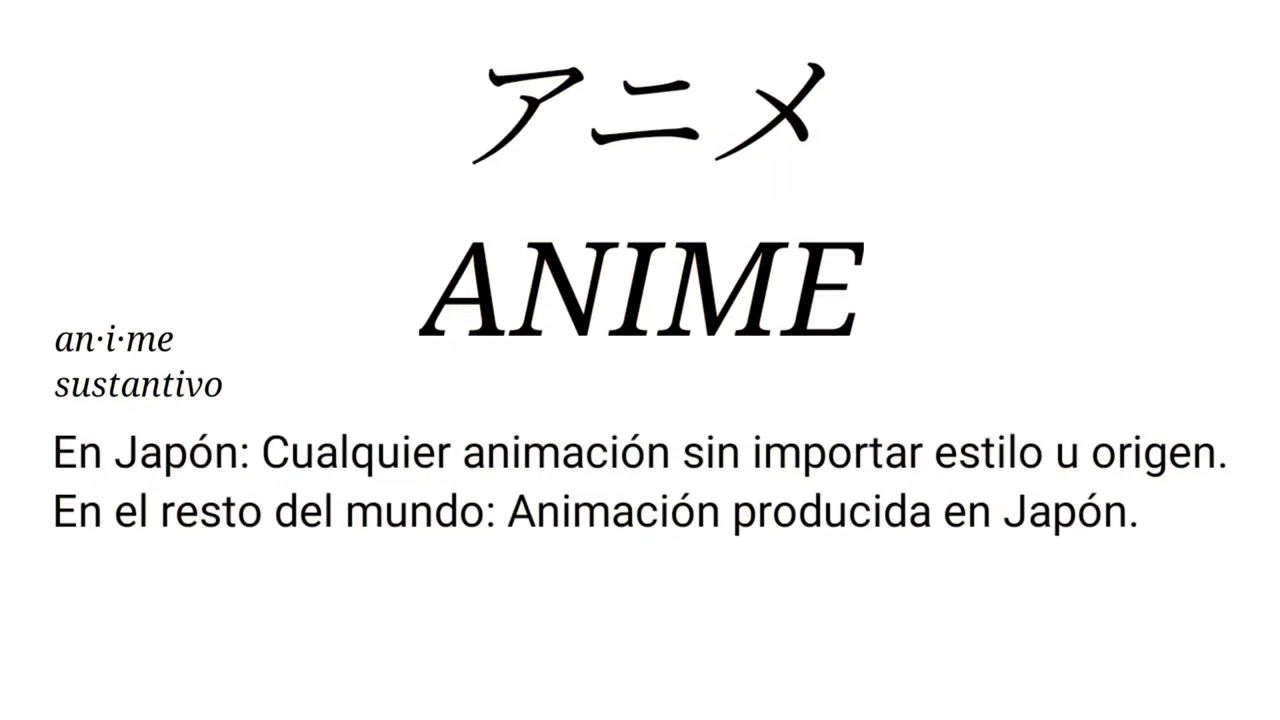 アニメ
ANIME
an·i·me
sustantivo
En Japón: Cualquier animación sin importar estilo u origen.
En el resto del mundo: Animación producida en Japón.